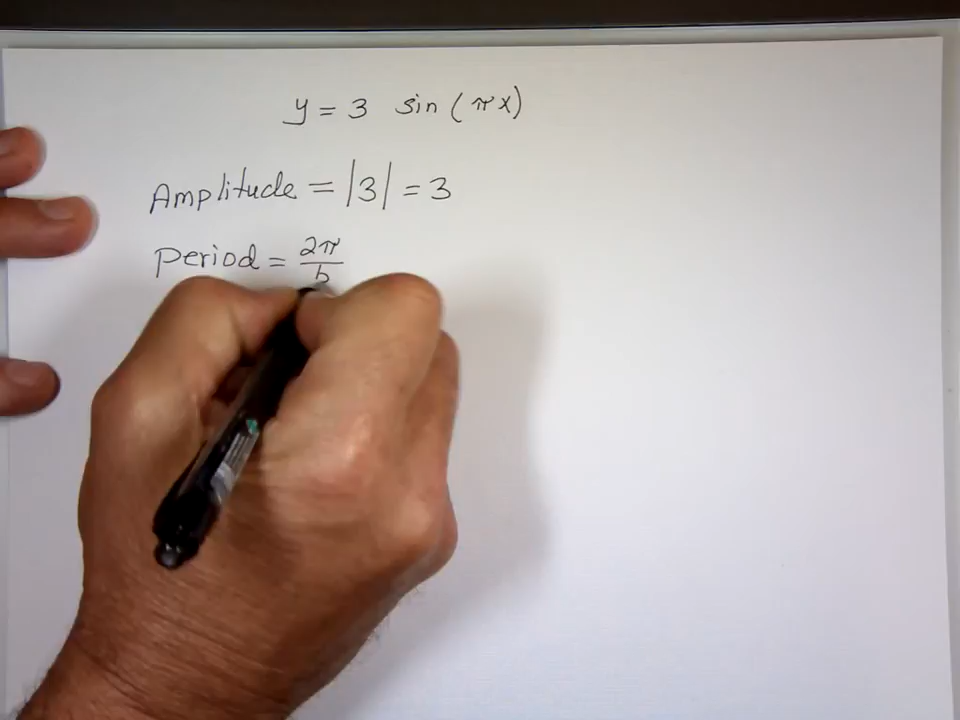 y = 3 sin (πx)
Amplitude = |3| = 3
Period = 2π/b